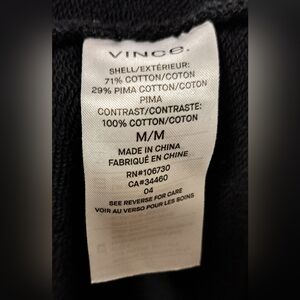 VINCE.
SHELL/EXTÉRIEUR:
71% COTTON/COTON
29% PIMA COTTON/COTON
PIMA
CONTRAST/CONTRASTE:
100% COTTON/COTON
M/M
MADE IN CHINA
FABRIQUÉ EN CHINE
RN#106730
CA#34460
04
SEE REVERSE FOR CARE
VOIR AU VERSO POUR LES SOINS